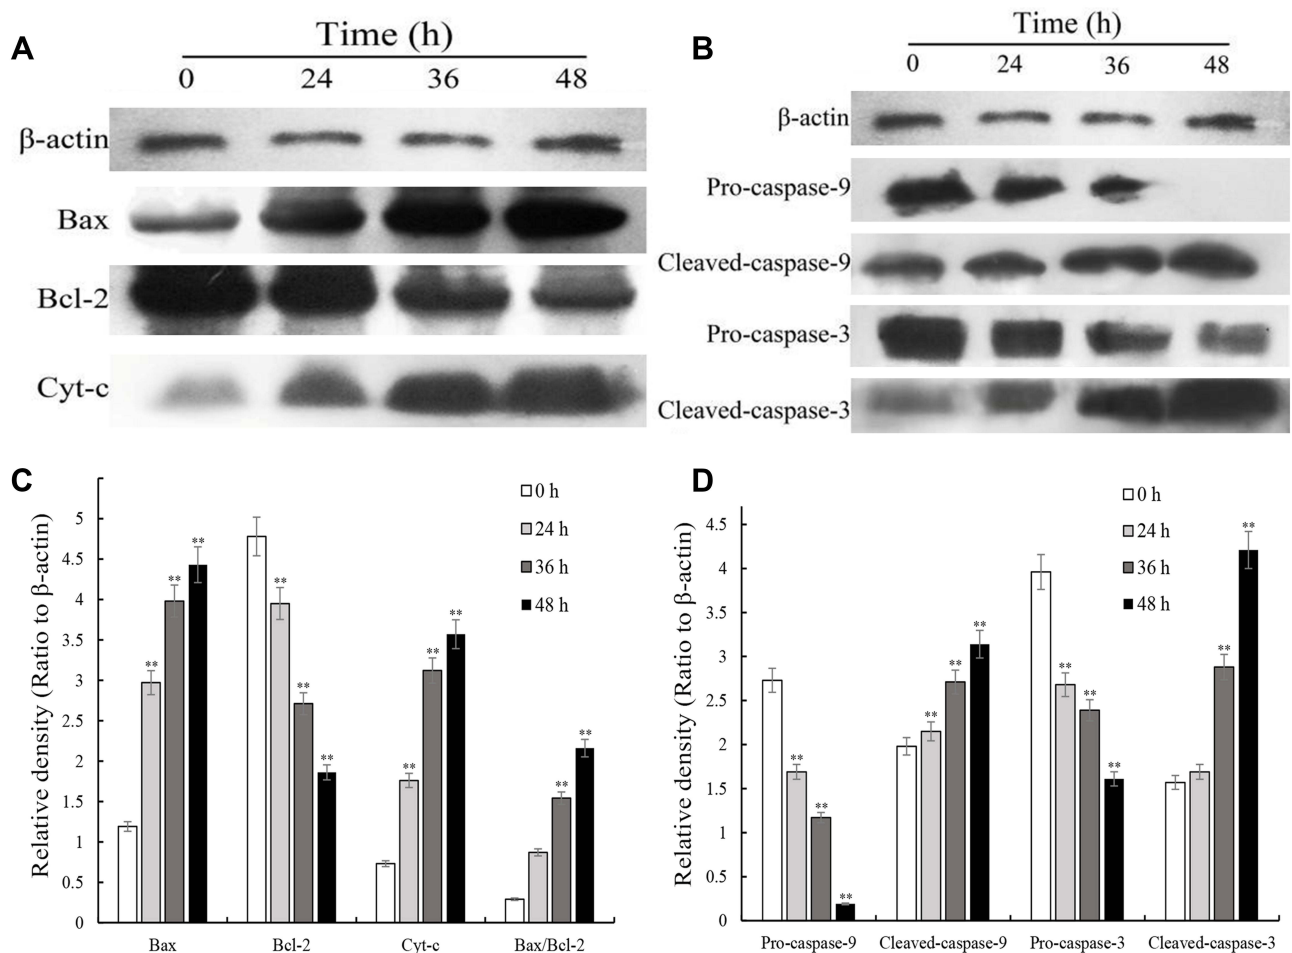 A
Time (h)
0 24 36 48
β-actin
Bax
Bcl-2
Cyt-c
B
Time (h)
0 24 36 48
β-actin
Pro-caspase-9
Cleaved-caspase-9
Pro-caspase-3
Cleaved-caspase-3
C
Relative density (Ratio to β-actin)
5
4.5
4
3.5
3
2.5
2
1.5
1
0.5
0
0 h
24 h
36 h
48 h
** ** **
** ** **
** ** **
** **
Bax Bcl-2 Cyt-c Bax/Bcl-2
D
Relative density (Ratio to β-actin)
4.5
4
3.5
3
2.5
2
1.5
1
0.5
0
0 h
24 h
36 h
48 h
** ** **
** ** **
** ** **
** **
Pro-caspase-9 Cleaved-caspase-9 Pro-caspase-3 Cleaved-caspase-3